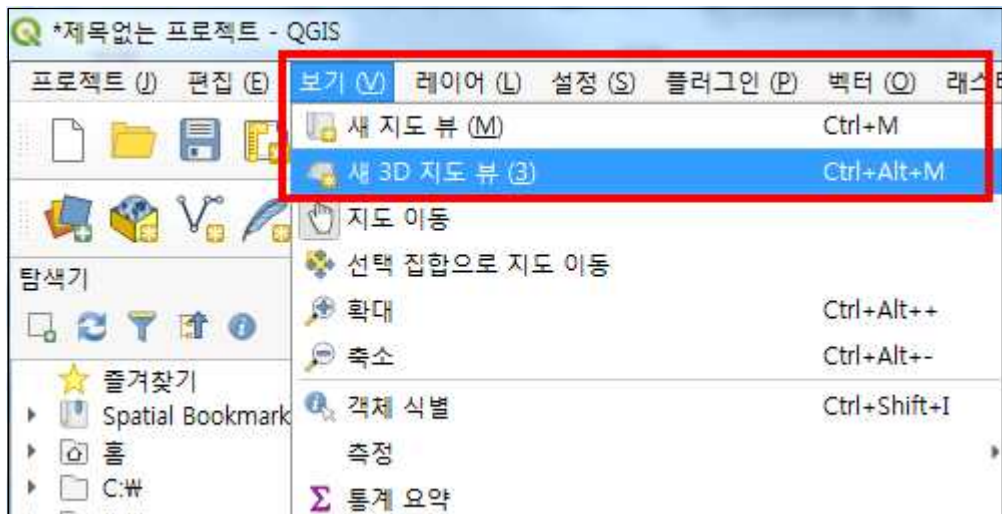 *제목없는 프로젝트 - QGIS
프로젝트 (J) 편집 (E) 보기 (V) 레이어 (L) 설정 (S) 플러그인 (P) 벡터 (O)
새 지도 뷰 (M) Ctrl+M
새 3D 지도 뷰 (3) Ctrl+Alt+M
지도 이동
선택 집합으로 지도 이동
탐색기
확대 Ctrl+Alt++
축소 Ctrl+Alt+-
즐겨찾기
Spatial Bookmark
객체 식별 Ctrl+Shift+I
홈
측정
C:₩
통계 요약